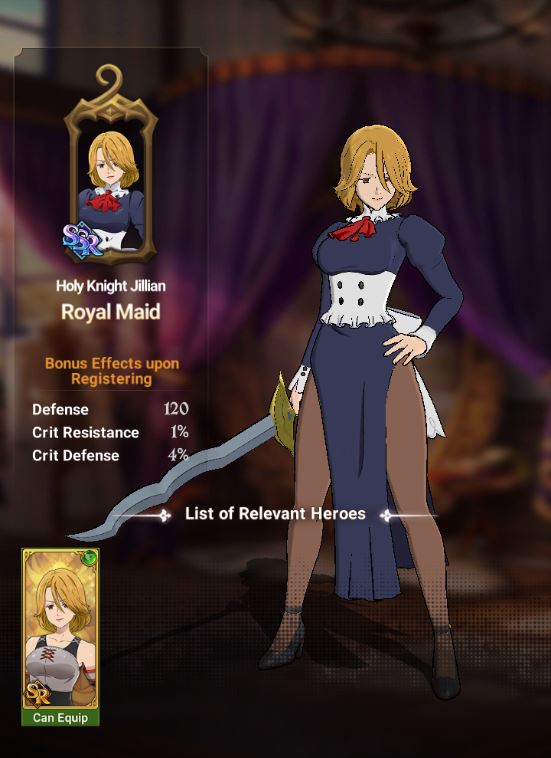 SSR
Holy Knight Jillian
Royal Maid
Bonus Effects upon
Registering
Defense 120
Crit Resistance 1%
Crit Defense 4%
List of Relevant Heroes
SR
Can Equip